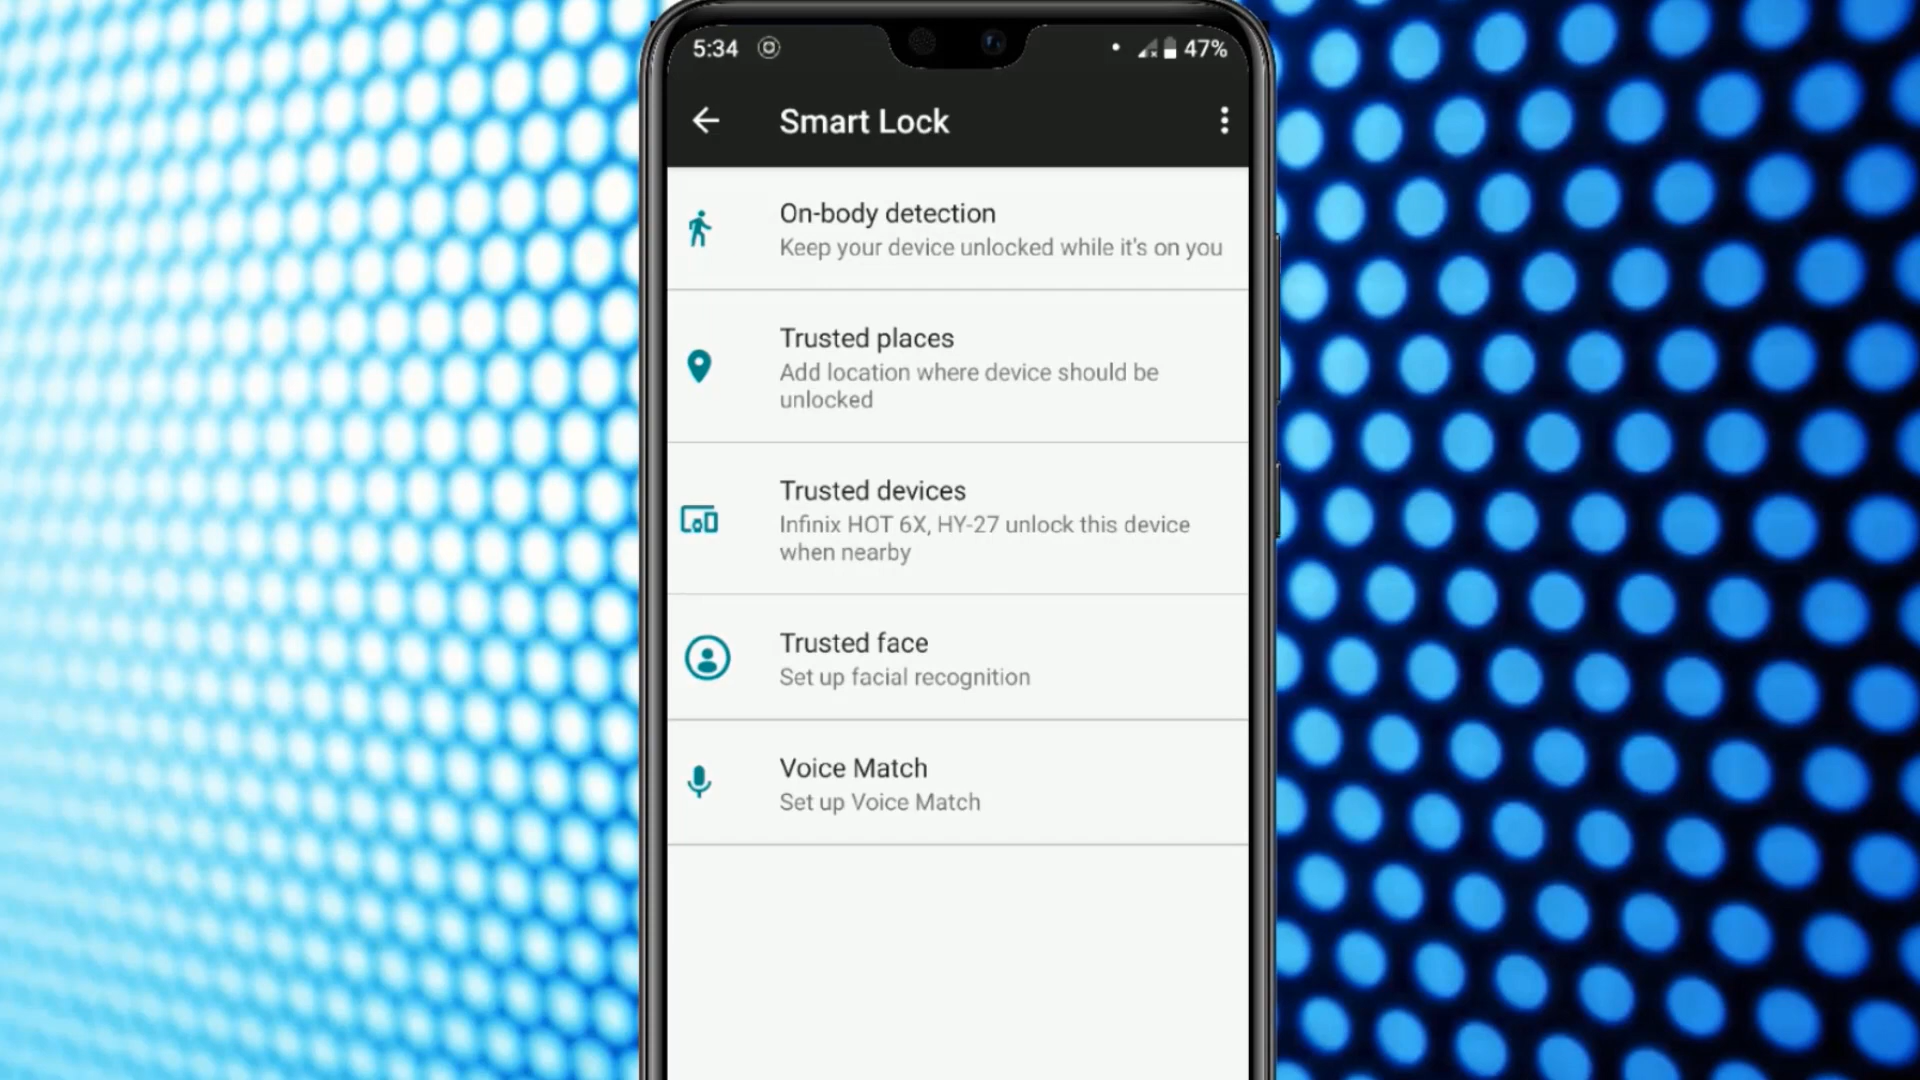 5:34
47%
Smart Lock
On-body detection
Keep your device unlocked while it's on you
Trusted places
Add location where device should be
unlocked
Trusted devices
Infinix HOT 6X, HY-27 unlock this device
when nearby
Trusted face
Set up facial recognition
Voice Match
Set up Voice Match